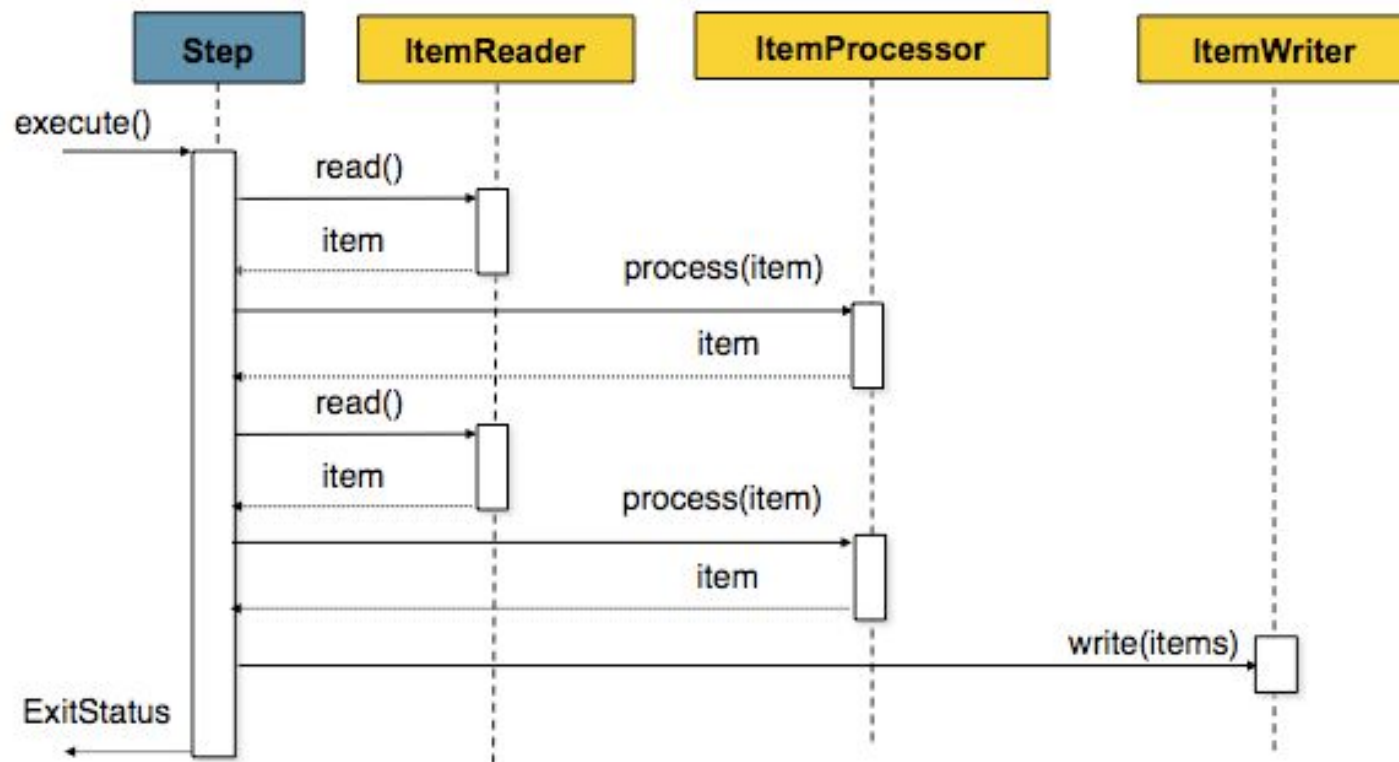 Step
ItemReader
ItemProcessor
ItemWriter
execute()
read()
item
process(item)
item
read()
item
process(item)
item
write(items)
ExitStatus